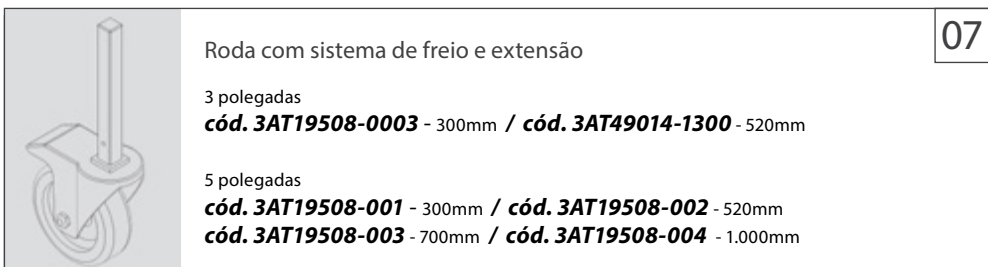 07
Roda com sistema de freio e extensão
3 polegadas
cód. 3AT19508-0003 - 300mm / cód. 3AT49014-1300 - 520mm
5 polegadas
cód. 3AT19508-001 - 300mm / cód. 3AT19508-002 - 520mm
cód. 3AT19508-003 - 700mm / cód. 3AT19508-004 - 1.000mm